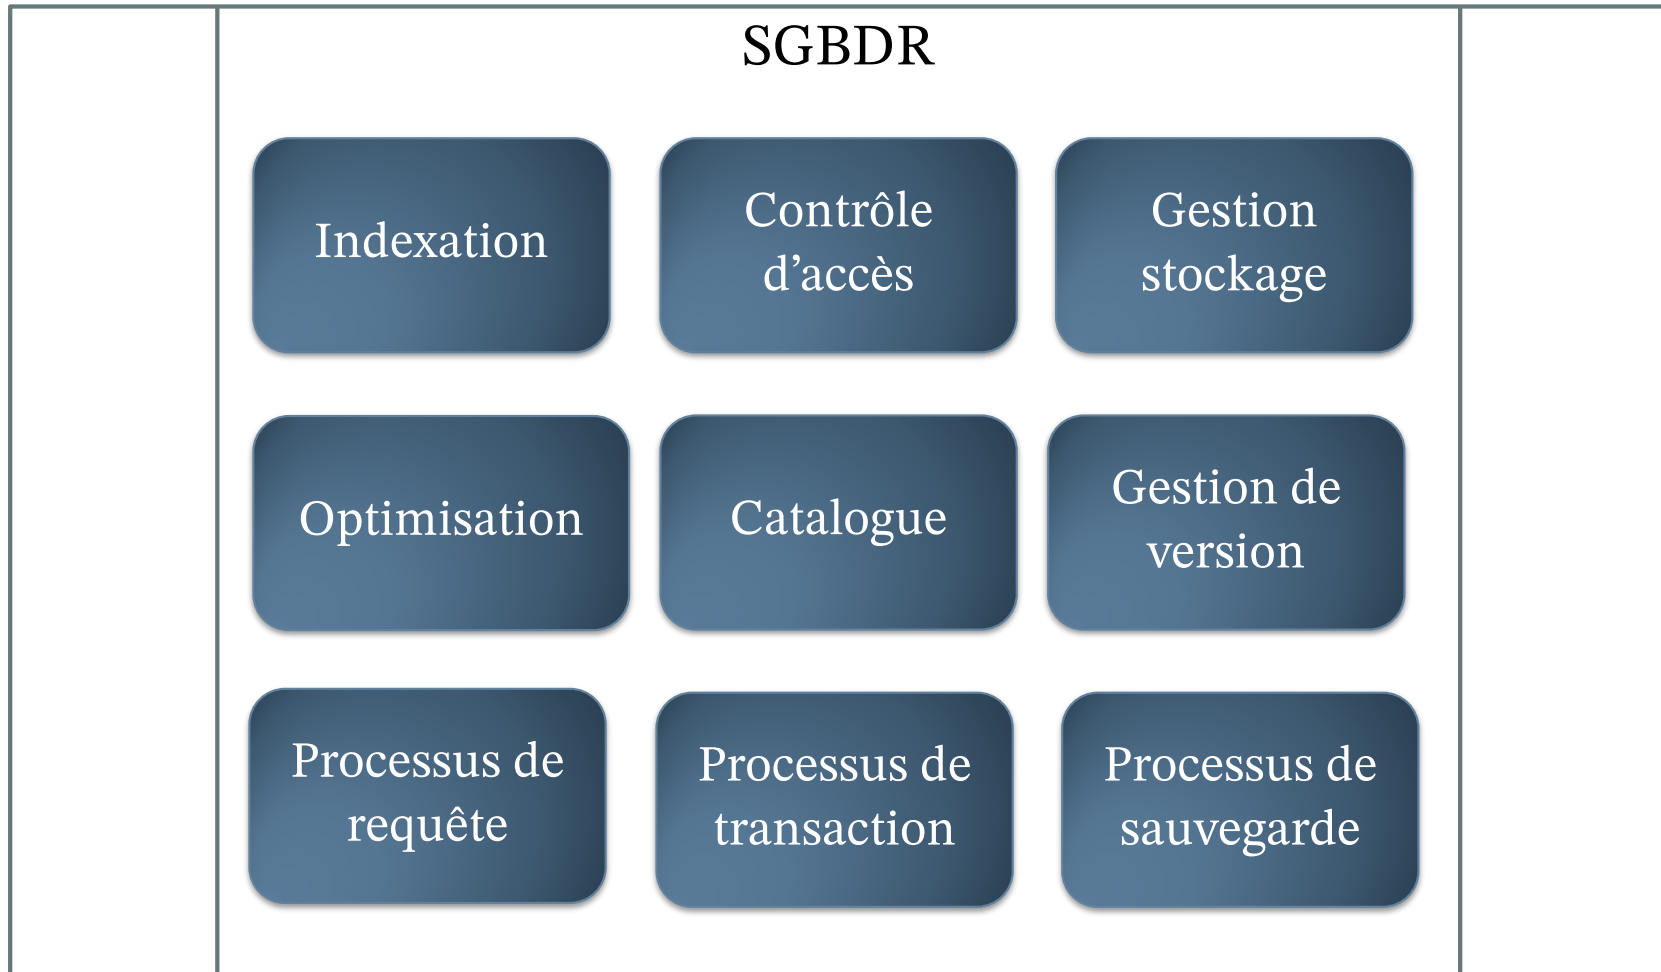 SGBDR
Indexation
Contrôle
d’accès
Gestion
stockage
Optimisation
Catalogue
Gestion de
version
Processus de
requête
Processus de
transaction
Processus de
sauvegarde